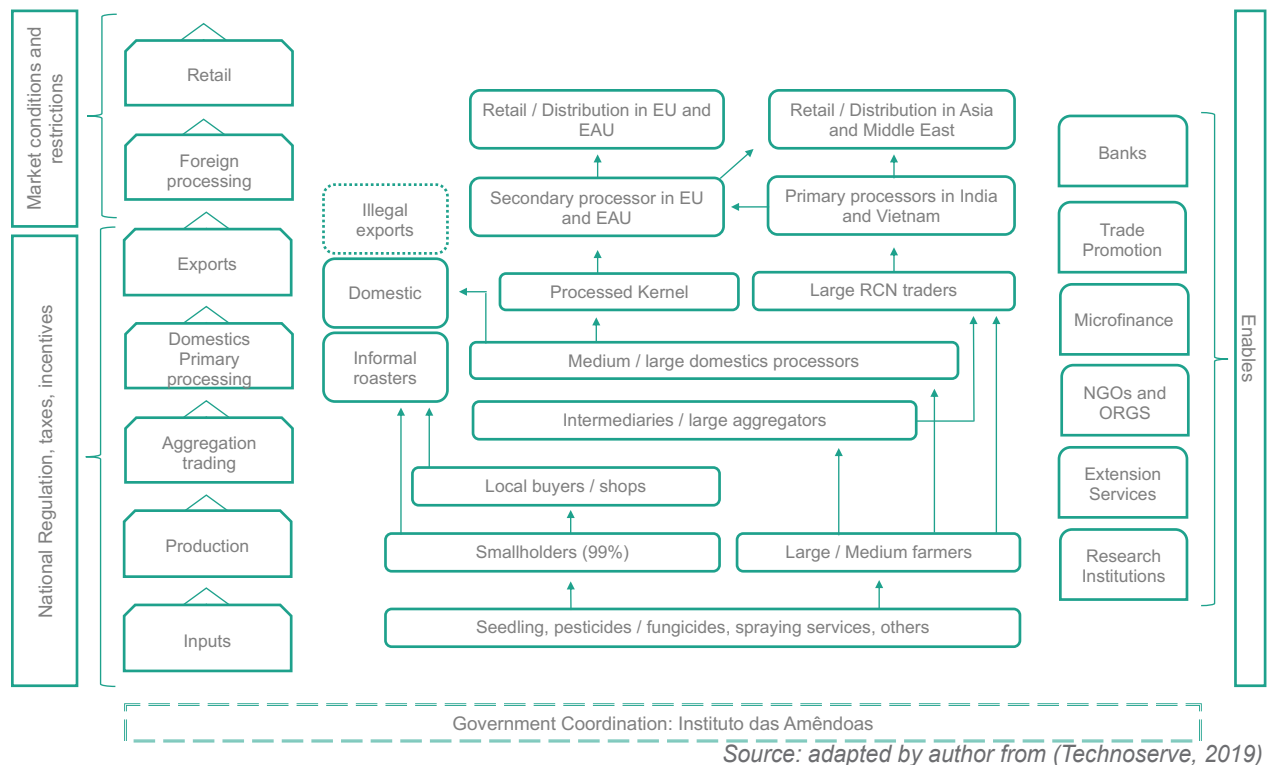 Market conditions and
restrictions
National Regulation, taxes, incentives
Retail
Foreign
processing
Exports
Domestics
Primary
processing
Aggregation
trading
Production
Inputs
Illegal
exports
Domestic
Informal
roasters
Retail / Distribution in EU and
EAU
Retail / Distribution in Asia
and Middle East
Secondary processor in EU
and EAU
Primary processors in India
and Vietnam
Processed Kernel
Large RCN traders
Medium / large domestics processors
Intermediaries / large aggregators
Local buyers / shops
Smallholders (99%)
Large / Medium farmers
Seedling, pesticides / fungicides, spraying services, others
Banks
Trade
Promotion
Microfinance
NGOs and
ORGS
Extension
Services
Research
Institutions
Enables
Government Coordination: Instituto das Amêndoas
Source: adapted by author from (Technoserve, 2019)